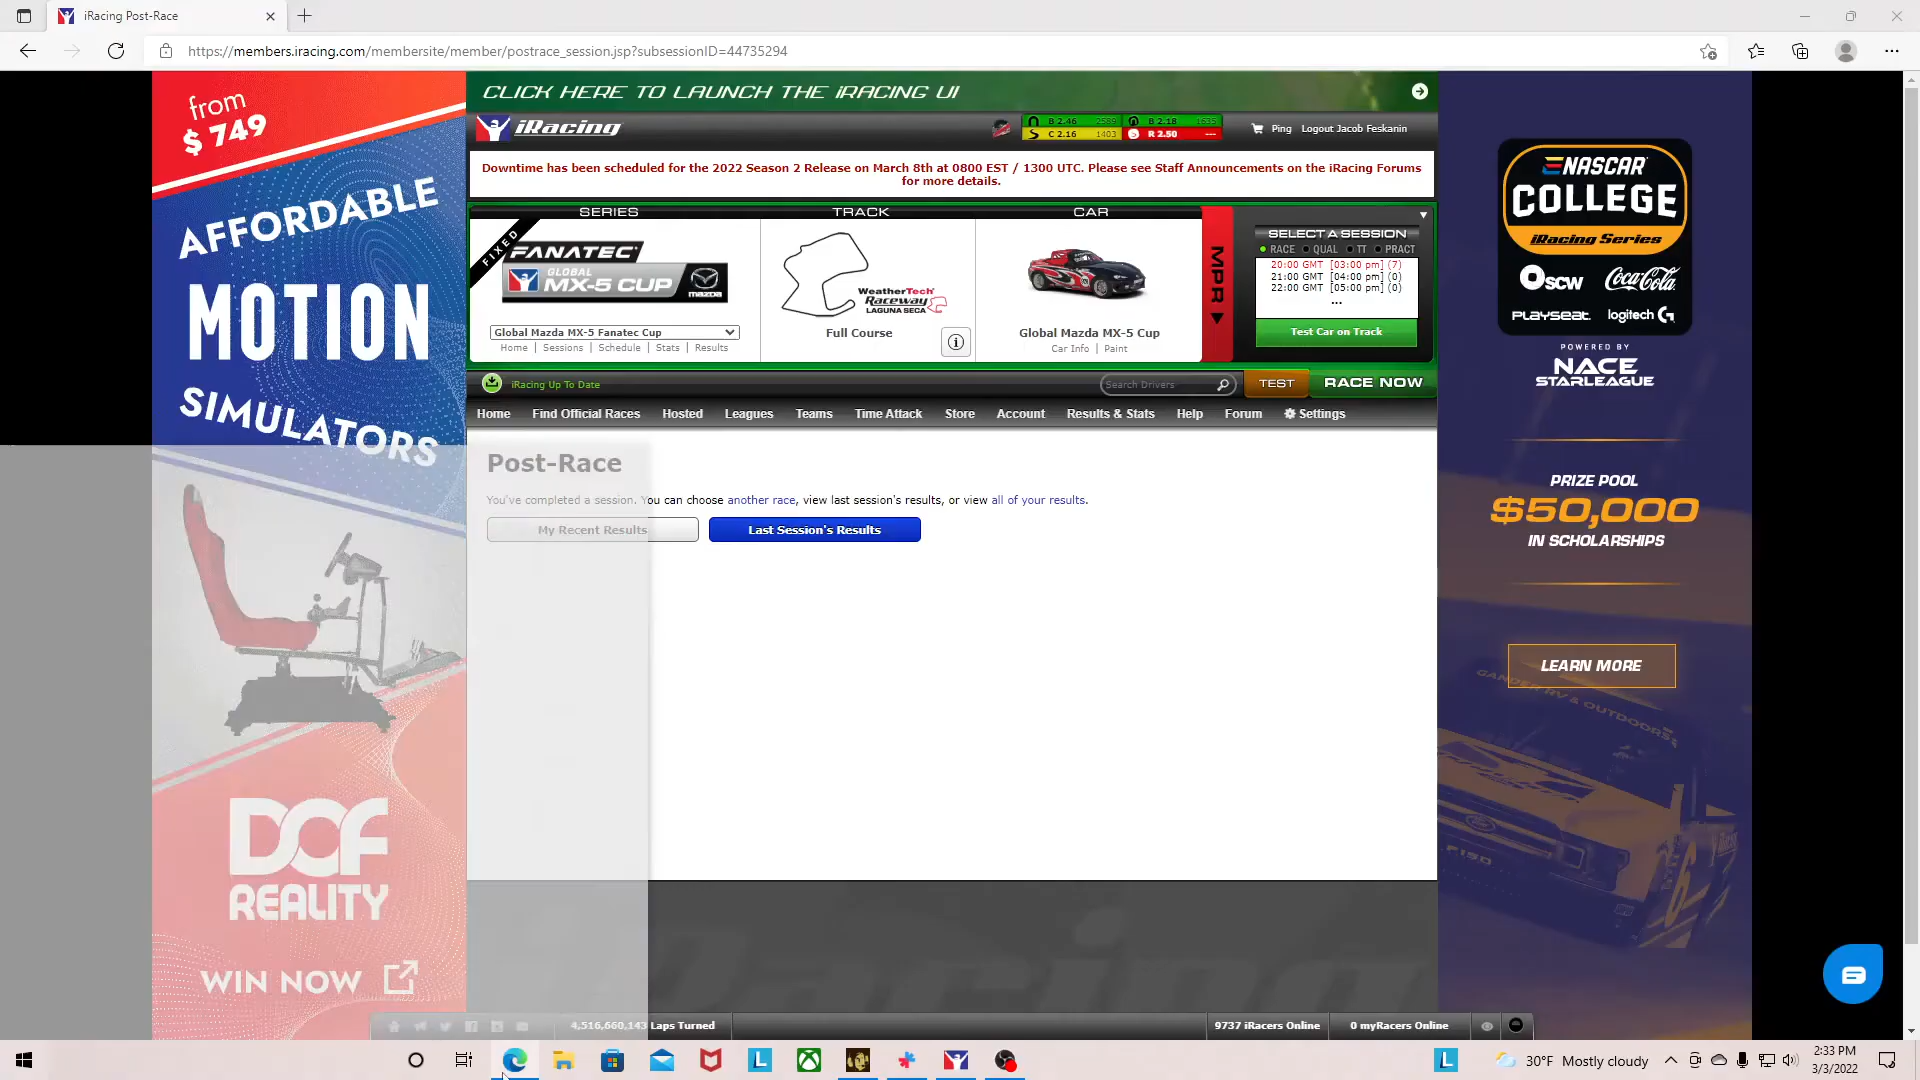 iRacing Post-Race
https://members.iracing.com/membersite/member/postrace_session.jsp?subsessionID=44735294
from
$ 749
AFFORDABLE
MOTION
SIMULATORS
DOF
REALITY
WIN NOW
CLICK HERE TO LAUNCH THE iRACING UI
iRacing
B 2.46 2589
B 2.18 1635
C 2.16 1403
R 2.50 ---
Ping Logout Jacob Feskanin
Downtime has been scheduled for the 2022 Season 2 Release on March 8th at 0800 EST / 1300 UTC. Please see Staff Announcements on the iRacing Forums
for more details.
SERIES
TRACK
CAR
FIXED
FANATEC
GLOBAL
MX-5 CUP
mazda
Global Mazda MX-5 Fanatec Cup
Home | Sessions | Schedule | Stats | Results
WeatherTech
Raceway
LAGUNA SECA
Full Course
Global Mazda MX-5 Cup
Car Info | Paint
MPR
SELECT A SESSION
RACE QUAL TT PRACT
20:00 GMT [03:00 pm] (7)
21:00 GMT [04:00 pm] (0)
22:00 GMT [05:00 pm] (0)
...
Test Car on Track
iRacing Up To Date
Search Drivers
TEST
RACE NOW
Home Find Official Races Hosted Leagues Teams Time Attack Store Account Results & Stats Help Forum Settings
Post-Race
You've completed a session. You can choose another race, view last session's results, or view all of your results.
My Recent Results
Last Session's Results
NASCAR
COLLEGE
iRacing Series
OSCW
Coca-Cola
PLAYSEAT.
logitech G
POWERED BY
NACE
STARLEAGUE
PRIZE POOL
$50,000
IN SCHOLARSHIPS
LEARN MORE
GANDER RV & OUTDOORS
F150
6
iRacing
4,516,660,143 Laps Turned
9737 iRacers Online
0 myRacers Online
L
L
30°F Mostly cloudy
2:33 PM
3/3/2022